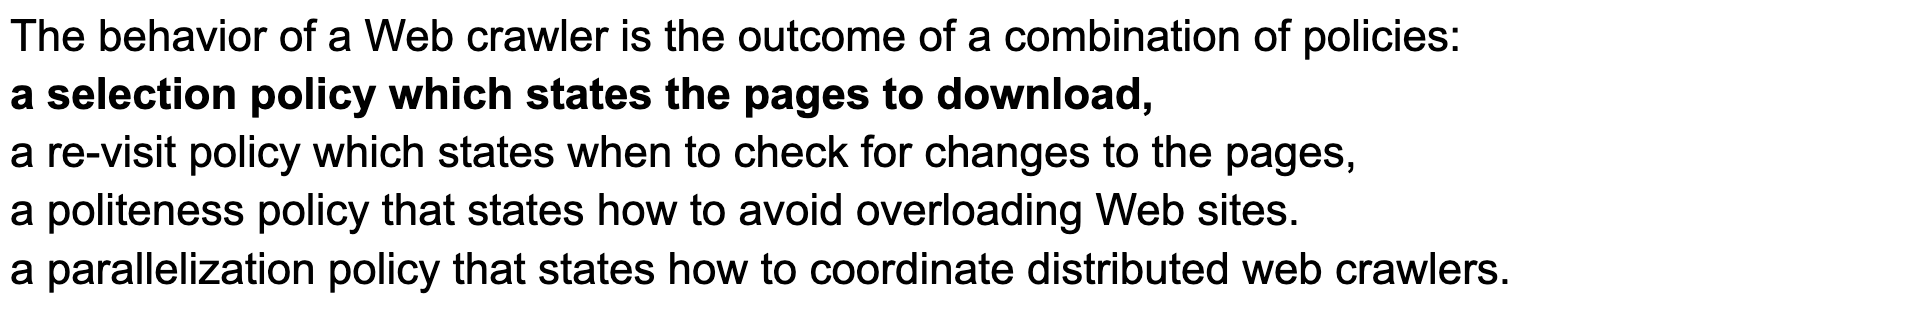 The behavior of a Web crawler is the outcome of a combination of policies:
a selection policy which states the pages to download,
a re-visit policy which states when to check for changes to the pages,
a politeness policy that states how to avoid overloading Web sites.
a parallelization policy that states how to coordinate distributed web crawlers.